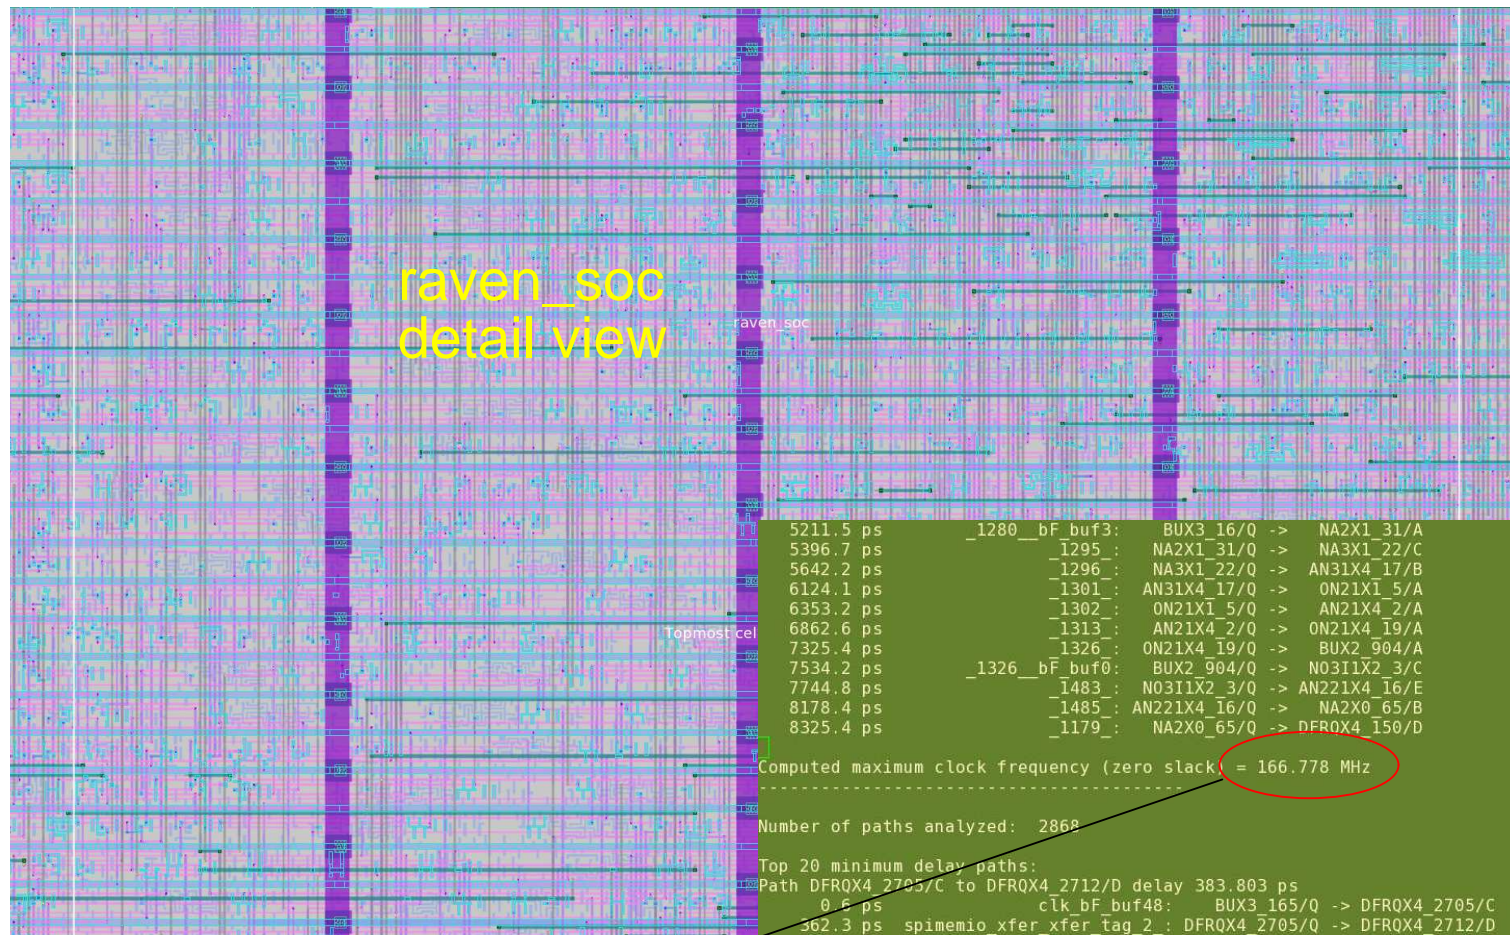 raven_soc
detail view
raven_soc
Topmost cel
5211.5 ps _1280__bF_buf3: BUX3_16/Q -> NA2X1_31/A
5396.7 ps _1295_: NA2X1_31/Q -> NA3X1_22/C
5642.2 ps _1296_: NA3X1_22/Q -> AN31X4_17/B
6124.1 ps _1301_: AN31X4_17/Q -> ON21X1_5/A
6353.2 ps _1302_: ON21X1_5/Q -> AN21X4_2/A
6862.6 ps _1313_: AN21X4_2/Q -> ON21X4_19/A
7325.4 ps _1326_: ON21X4_19/Q -> BUX2_904/A
7534.2 ps _1326__bF_buf0: BUX2_904/Q -> NO3I1X2_3/C
7744.8 ps _1483_: NO3I1X2_3/Q -> AN221X4_16/E
8178.4 ps _1485_: AN221X4_16/Q -> NA2X0_65/B
8325.4 ps _1179_: NA2X0_65/Q -> DFRQX4_150/D
Computed maximum clock frequency (zero slack) = 166.778 MHz
-----------------------------------------
Number of paths analyzed: 2868
Top 20 minimum delay paths:
Path DFRQX4_2705/C to DFRQX4_2712/D delay 383.803 ps
0.6 ps clk_bF_buf48: BUX3_165/Q -> DFRQX4_2705/C
362.3 ps spimemio_xfer_xfer_tag_2_: DFRQX4_2705/Q -> DFRQX4_2712/D